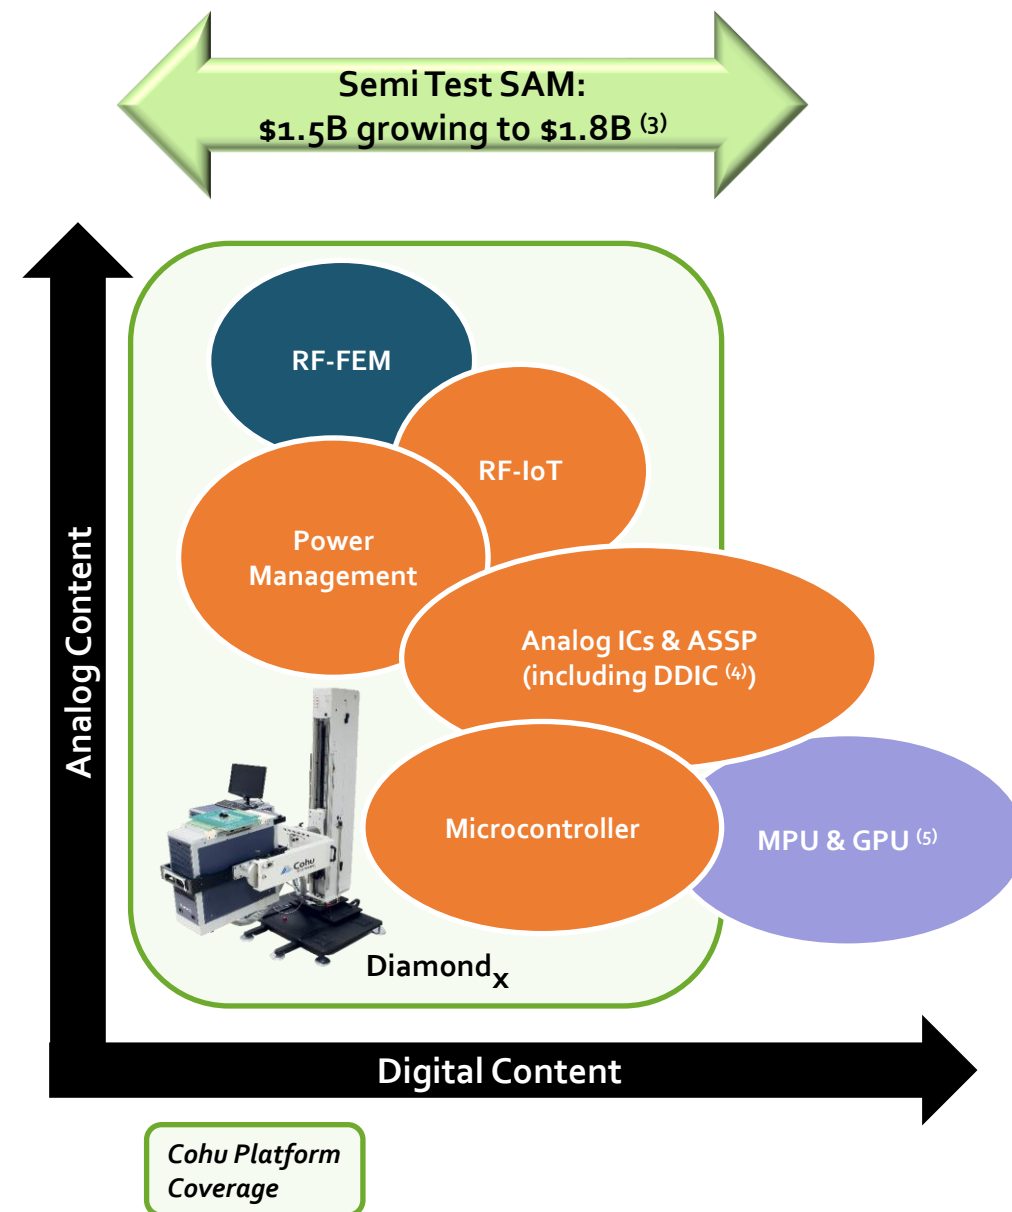 Semi Test SAM:
$1.5B growing to $1.8B (3)
RF-FEM
RF-IoT
Power
Management
Analog ICs & ASSP
(including DDIC (4))
Microcontroller
MPU & GPU (5)
Cohu
Diamondx
Analog Content
Digital Content
Cohu Platform
Coverage